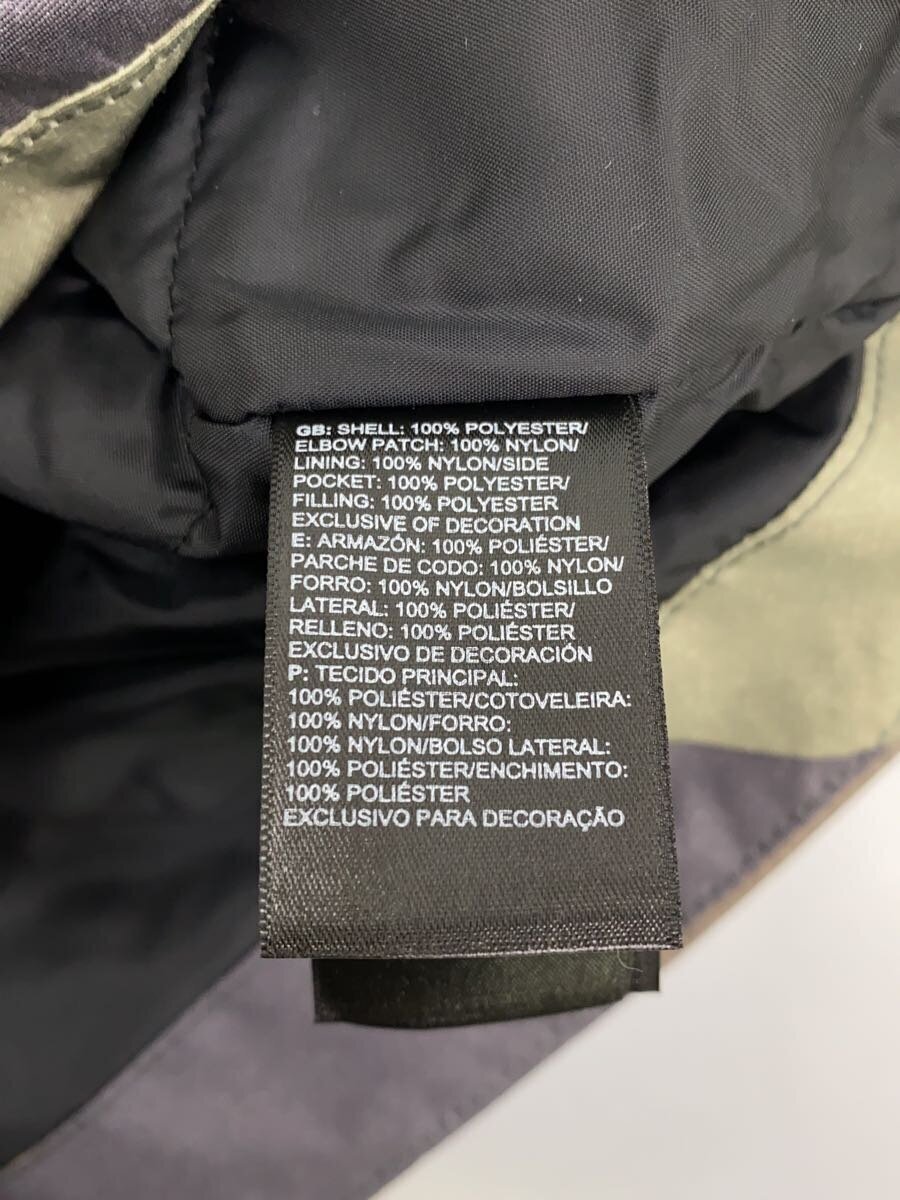 GB: SHELL: 100% POLYESTER/
ELBOW PATCH: 100% NYLON/
LINING: 100% NYLON/SIDE
POCKET: 100% POLYESTER/
FILLING: 100% POLYESTER
EXCLUSIVE OF DECORATION
E: ARMAZÓN: 100% POLIÉSTER/
PARCHE DE CODO: 100% NYLON/
FORRO: 100% NYLON/BOLSILLO
LATERAL: 100% POLIÉSTER/
RELLENO: 100% POLIÉSTER
EXCLUSIVO DE DECORACIÓN
P: TECIDO PRINCIPAL:
100% POLIÉSTER/COTOVELEIRA:
100% NYLON/FORRO:
100% NYLON/BOLSO LATERAL:
100% POLIÉSTER/ENCHIMENTO:
100% POLIÉSTER
EXCLUSIVO PARA DECORAÇÃO